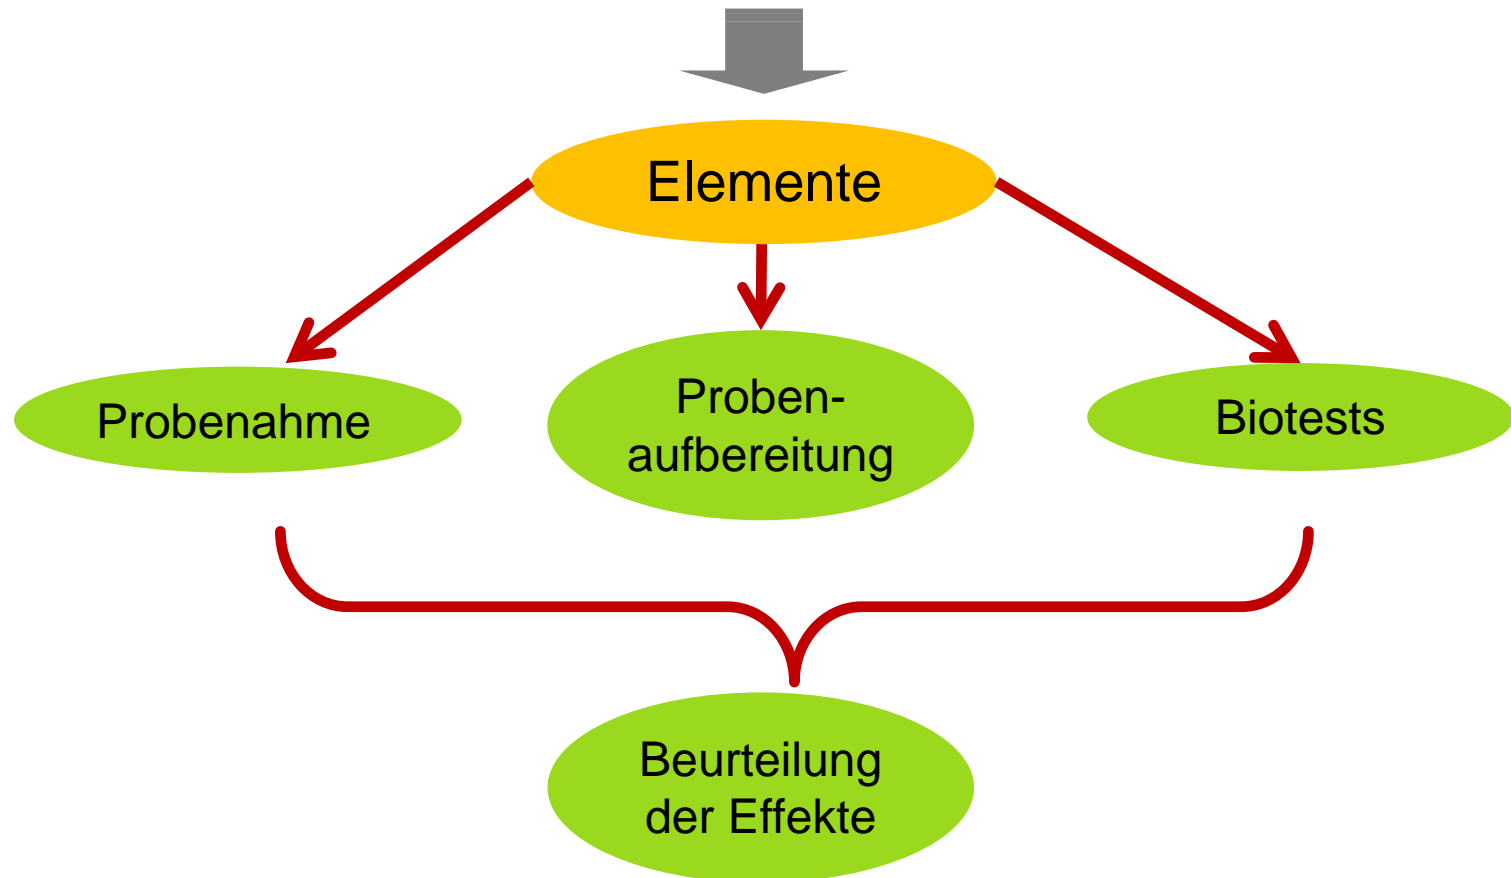 Elemente
Probenahme
Proben-
aufbereitung
Biotests
Beurteilung
der Effekte